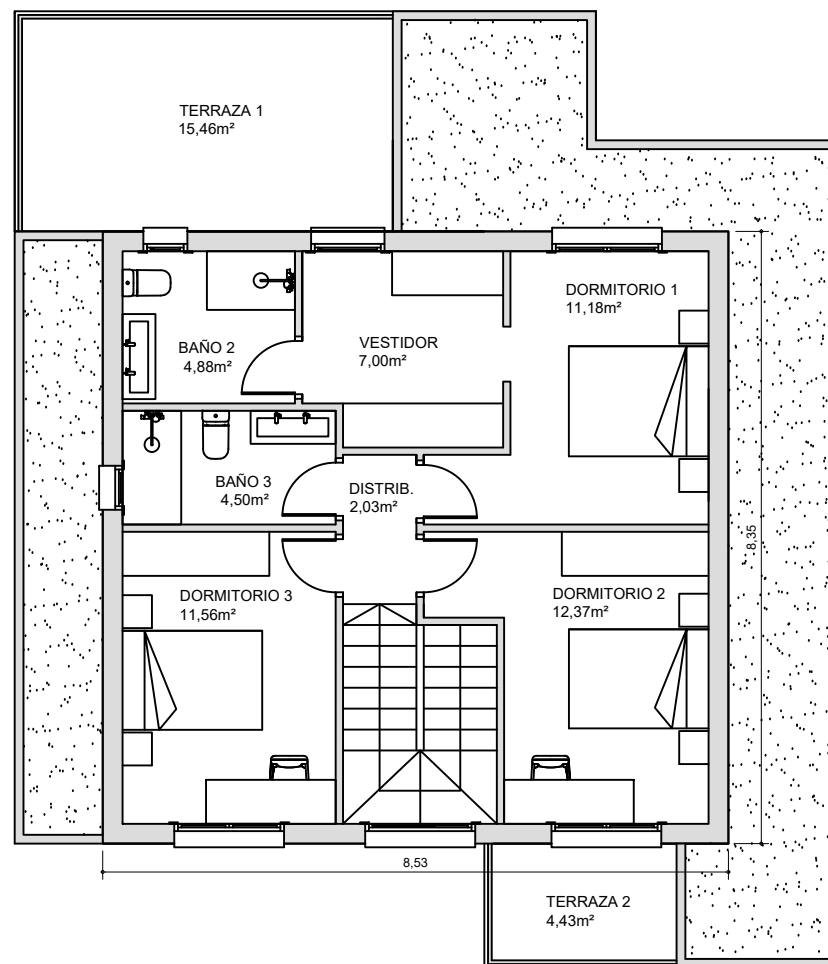 TERRAZA 1
15,46m²
DORMITORIO 1
11,18m²
BAÑO 2
4,88m²
VESTIDOR
7,00m²
BAÑO 3
4,50m²
DISTRIB.
2,03m²
8,35
DORMITORIO 3
11,56m²
DORMITORIO 2
12,37m²
8,53
TERRAZA 2
4,43m²